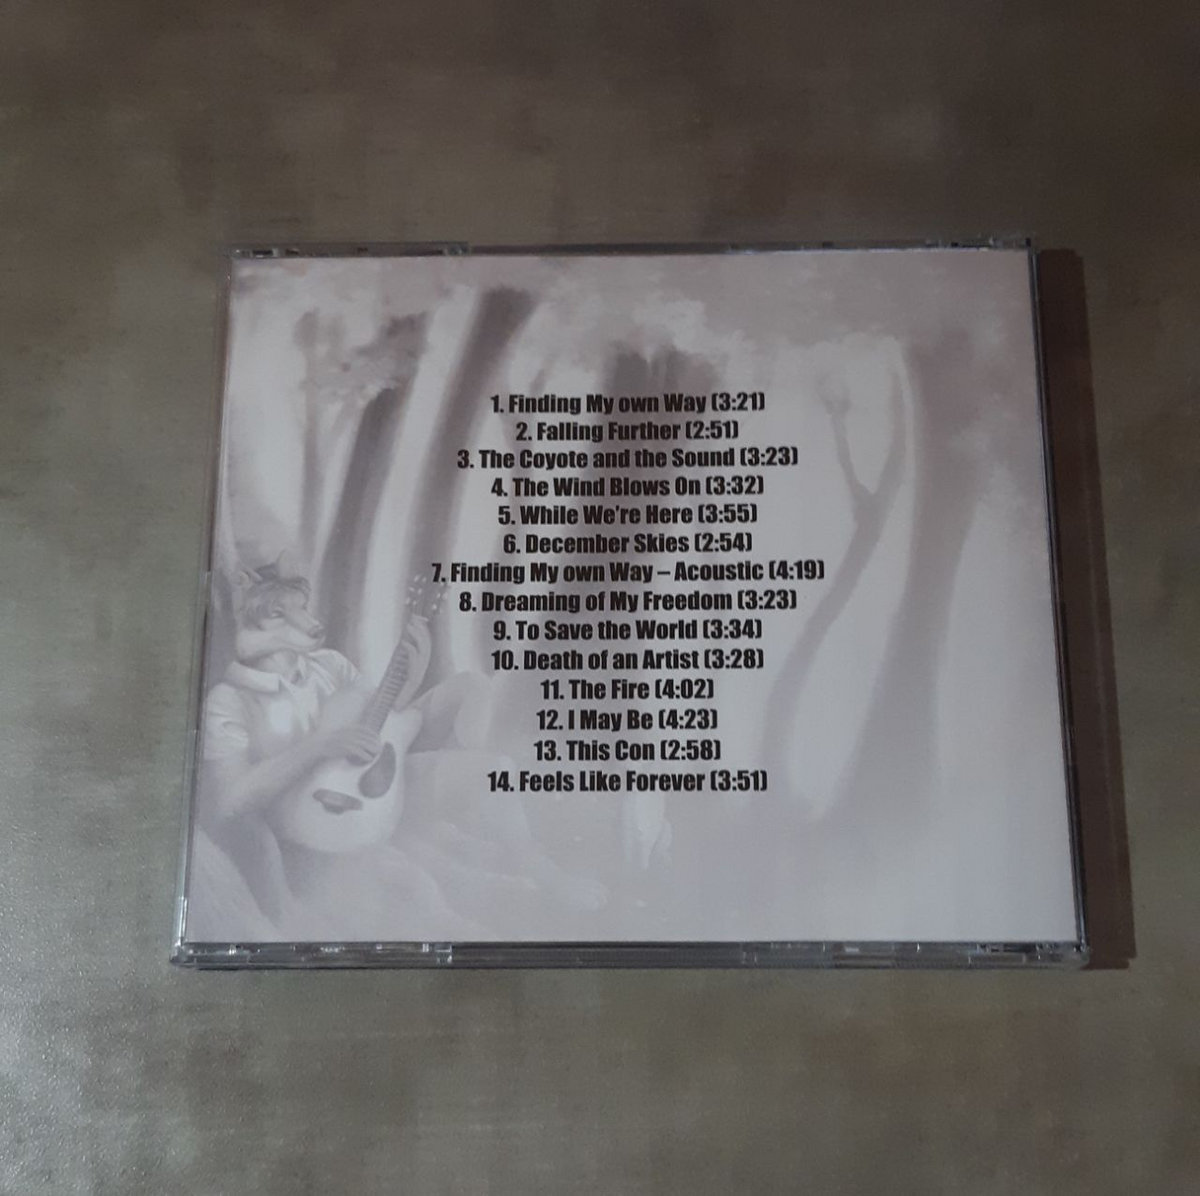 1. Finding My own Way (3:21)
2. Falling Further (2:51)
3. The Coyote and the Sound (3:23)
4. The Wind Blows On (3:32)
5. While We're Here (3:55)
6. December Skies (2:54)
7. Finding My own Way – Acoustic (4:19)
8. Dreaming of My Freedom (3:23)
9. To Save the World (3:34)
10. Death of an Artist (3:28)
11. The Fire (4:02)
12. I May Be (4:23)
13. This Con (2:58)
14. Feels Like Forever (3:51)